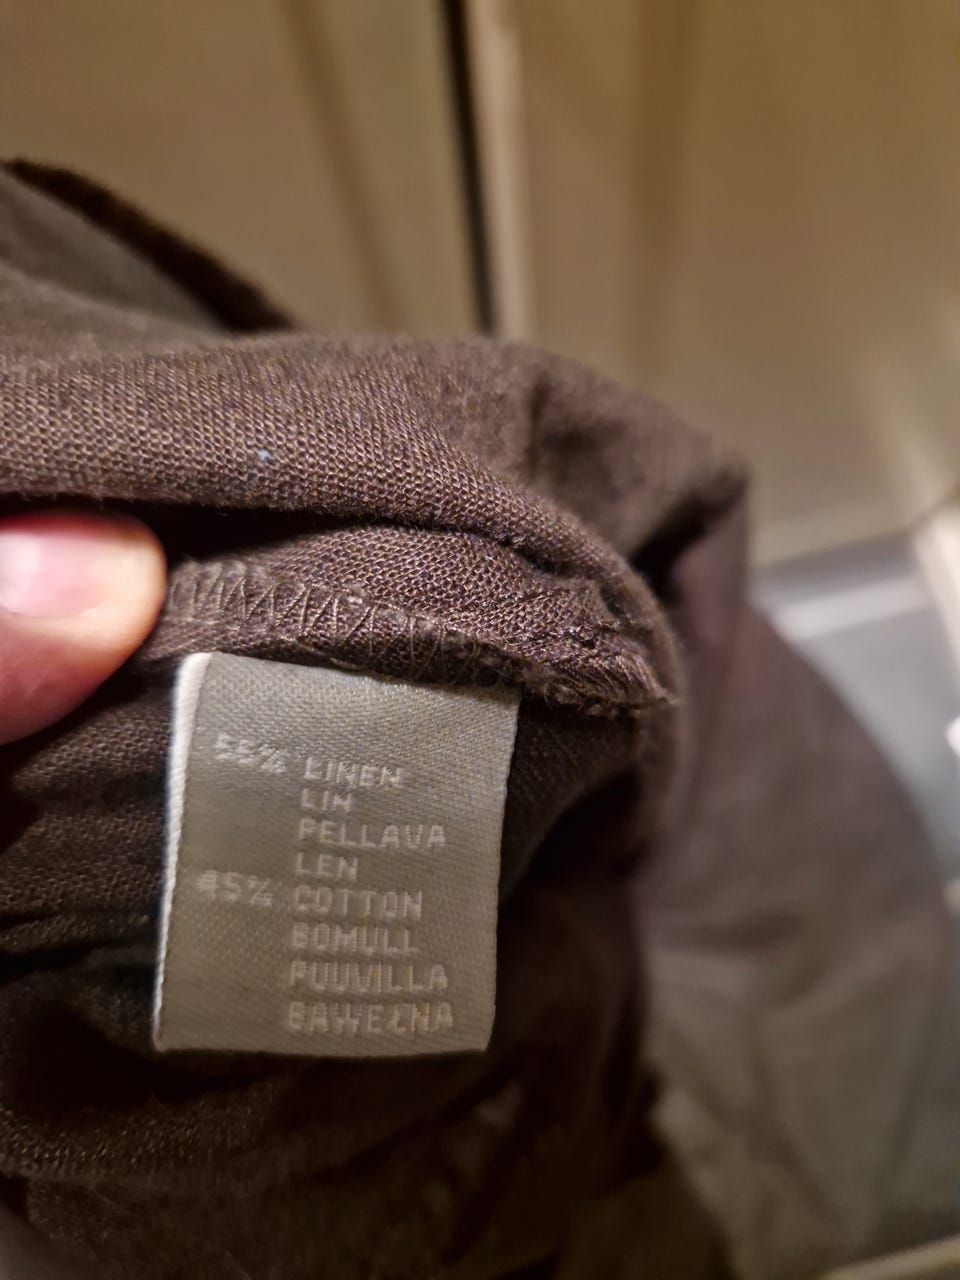 55% LINEN
LIN
PELLAVA
LEN
45% COTTON
BOMULL
PUUVILLA
BAWEŁNA